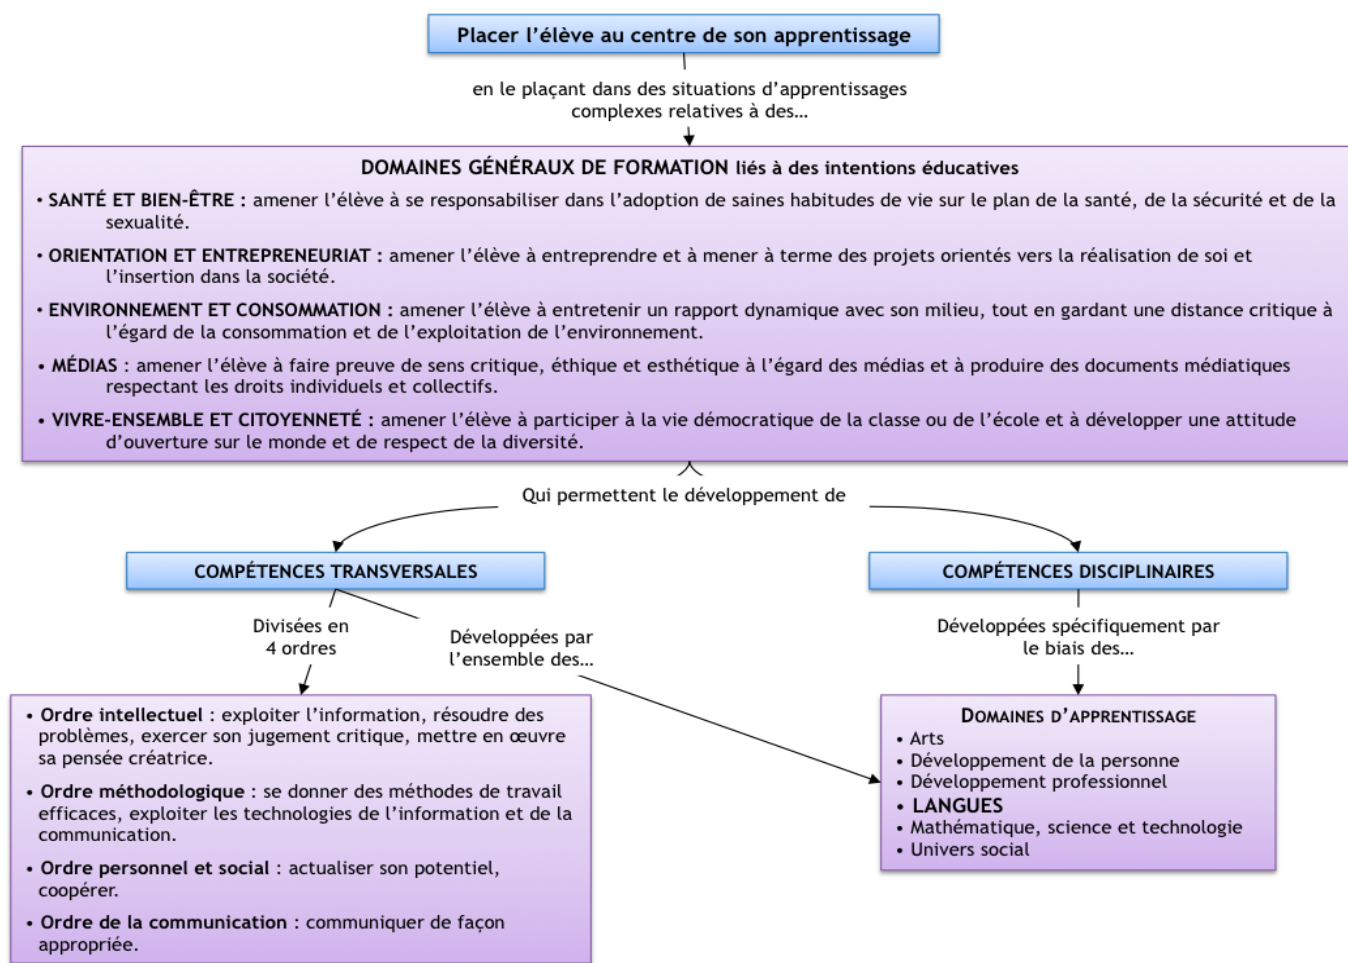 Placer l’élève au centre de son apprentissage
en le plaçant dans des situations d’apprentissages
complexes relatives à des…
DOMAINES GÉNÉRAUX DE FORMATION liés à des intentions éducatives
• SANTÉ ET BIEN-ÊTRE : amener l’élève à se responsabiliser dans l’adoption de saines habitudes de vie sur le plan de la santé, de la sécurité et de la
sexualité.
• ORIENTATION ET ENTREPRENEURIAT : amener l’élève à entreprendre et à mener à terme des projets orientés vers la réalisation de soi et
l’insertion dans la société.
• ENVIRONNEMENT ET CONSOMMATION : amener l’élève à entretenir un rapport dynamique avec son milieu, tout en gardant une distance critique à
l’égard de la consommation et de l’exploitation de l’environnement.
• MÉDIAS : amener l’élève à faire preuve de sens critique, éthique et esthétique à l’égard des médias et à produire des documents médiatiques
respectant les droits individuels et collectifs.
• VIVRE-ENSEMBLE ET CITOYENNETÉ : amener l’élève à participer à la vie démocratique de la classe ou de l’école et à développer une attitude
d’ouverture sur le monde et de respect de la diversité.
Qui permettent le développement de
COMPÉTENCES TRANSVERSALES
Divisées en
4 ordres
Développées par
l’ensemble des…
• Ordre intellectuel : exploiter l’information, résoudre des
problèmes, exercer son jugement critique, mettre en œuvre
sa pensée créatrice.
• Ordre méthodologique : se donner des méthodes de travail
efficaces, exploiter les technologies de l’information et de la
communication.
• Ordre personnel et social : actualiser son potentiel,
coopérer.
• Ordre de la communication : communiquer de façon
appropriée.
COMPÉTENCES DISCIPLINAIRES
Développées spécifiquement par
le biais des…
DOMAINES D’APPRENTISSAGE
• Arts
• Développement de la personne
• Développement professionnel
• LANGUES
• Mathématique, science et technologie
• Univers social